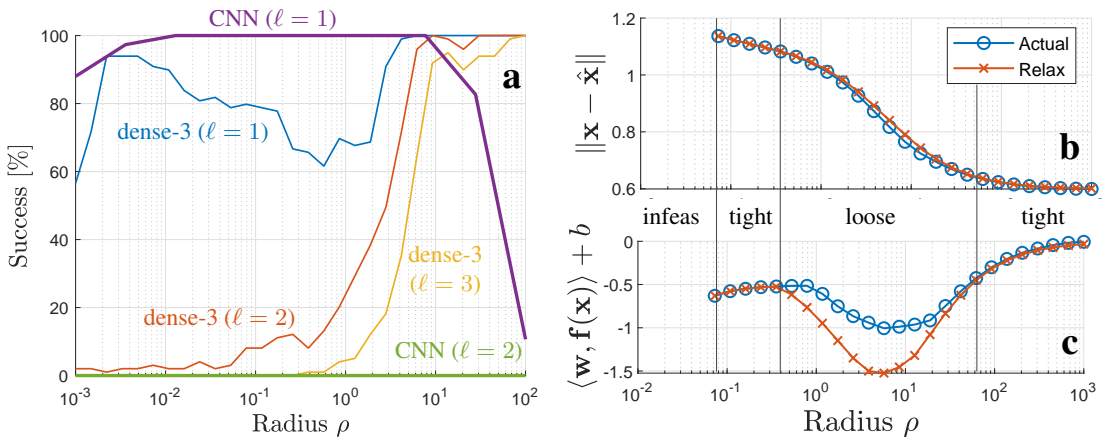 CNN (ℓ = 1)
100
80
60
40
20
0
Success [%]
a
dense-3 (ℓ = 1)
dense-3
(ℓ = 3)
dense-3 (ℓ = 2)
CNN (ℓ = 2)
10^-3 10^-2 10^-1 10^0 10^1 10^2
Radius ρ
1.2
1
0.8
0.6
‖x − x̂‖
Actual
Relax
b
infeas tight loose tight
0
-0.5
-1
-1.5
⟨w, f(x)⟩ + b
c
10^-2 10^-1 10^0 10^1 10^2 10^3
Radius ρ